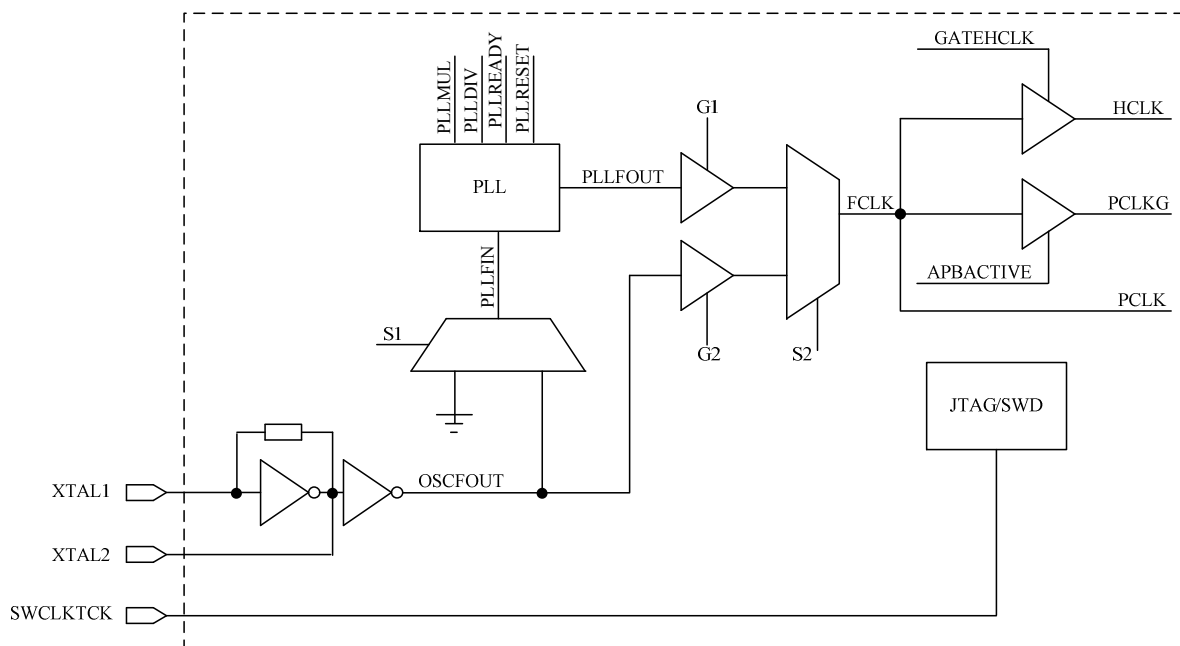 GATEHCLK
PLLMUL
PLLDIV
PLLREADY
PLLRESET
G1
HCLK
PLL
PLLFOUT
FCLK
PCLKG
PLLFIN
APBACTIVE
PCLK
S1
G2
S2
JTAG/SWD
OSCFOUT
XTAL1
XTAL2
SWCLKTCK